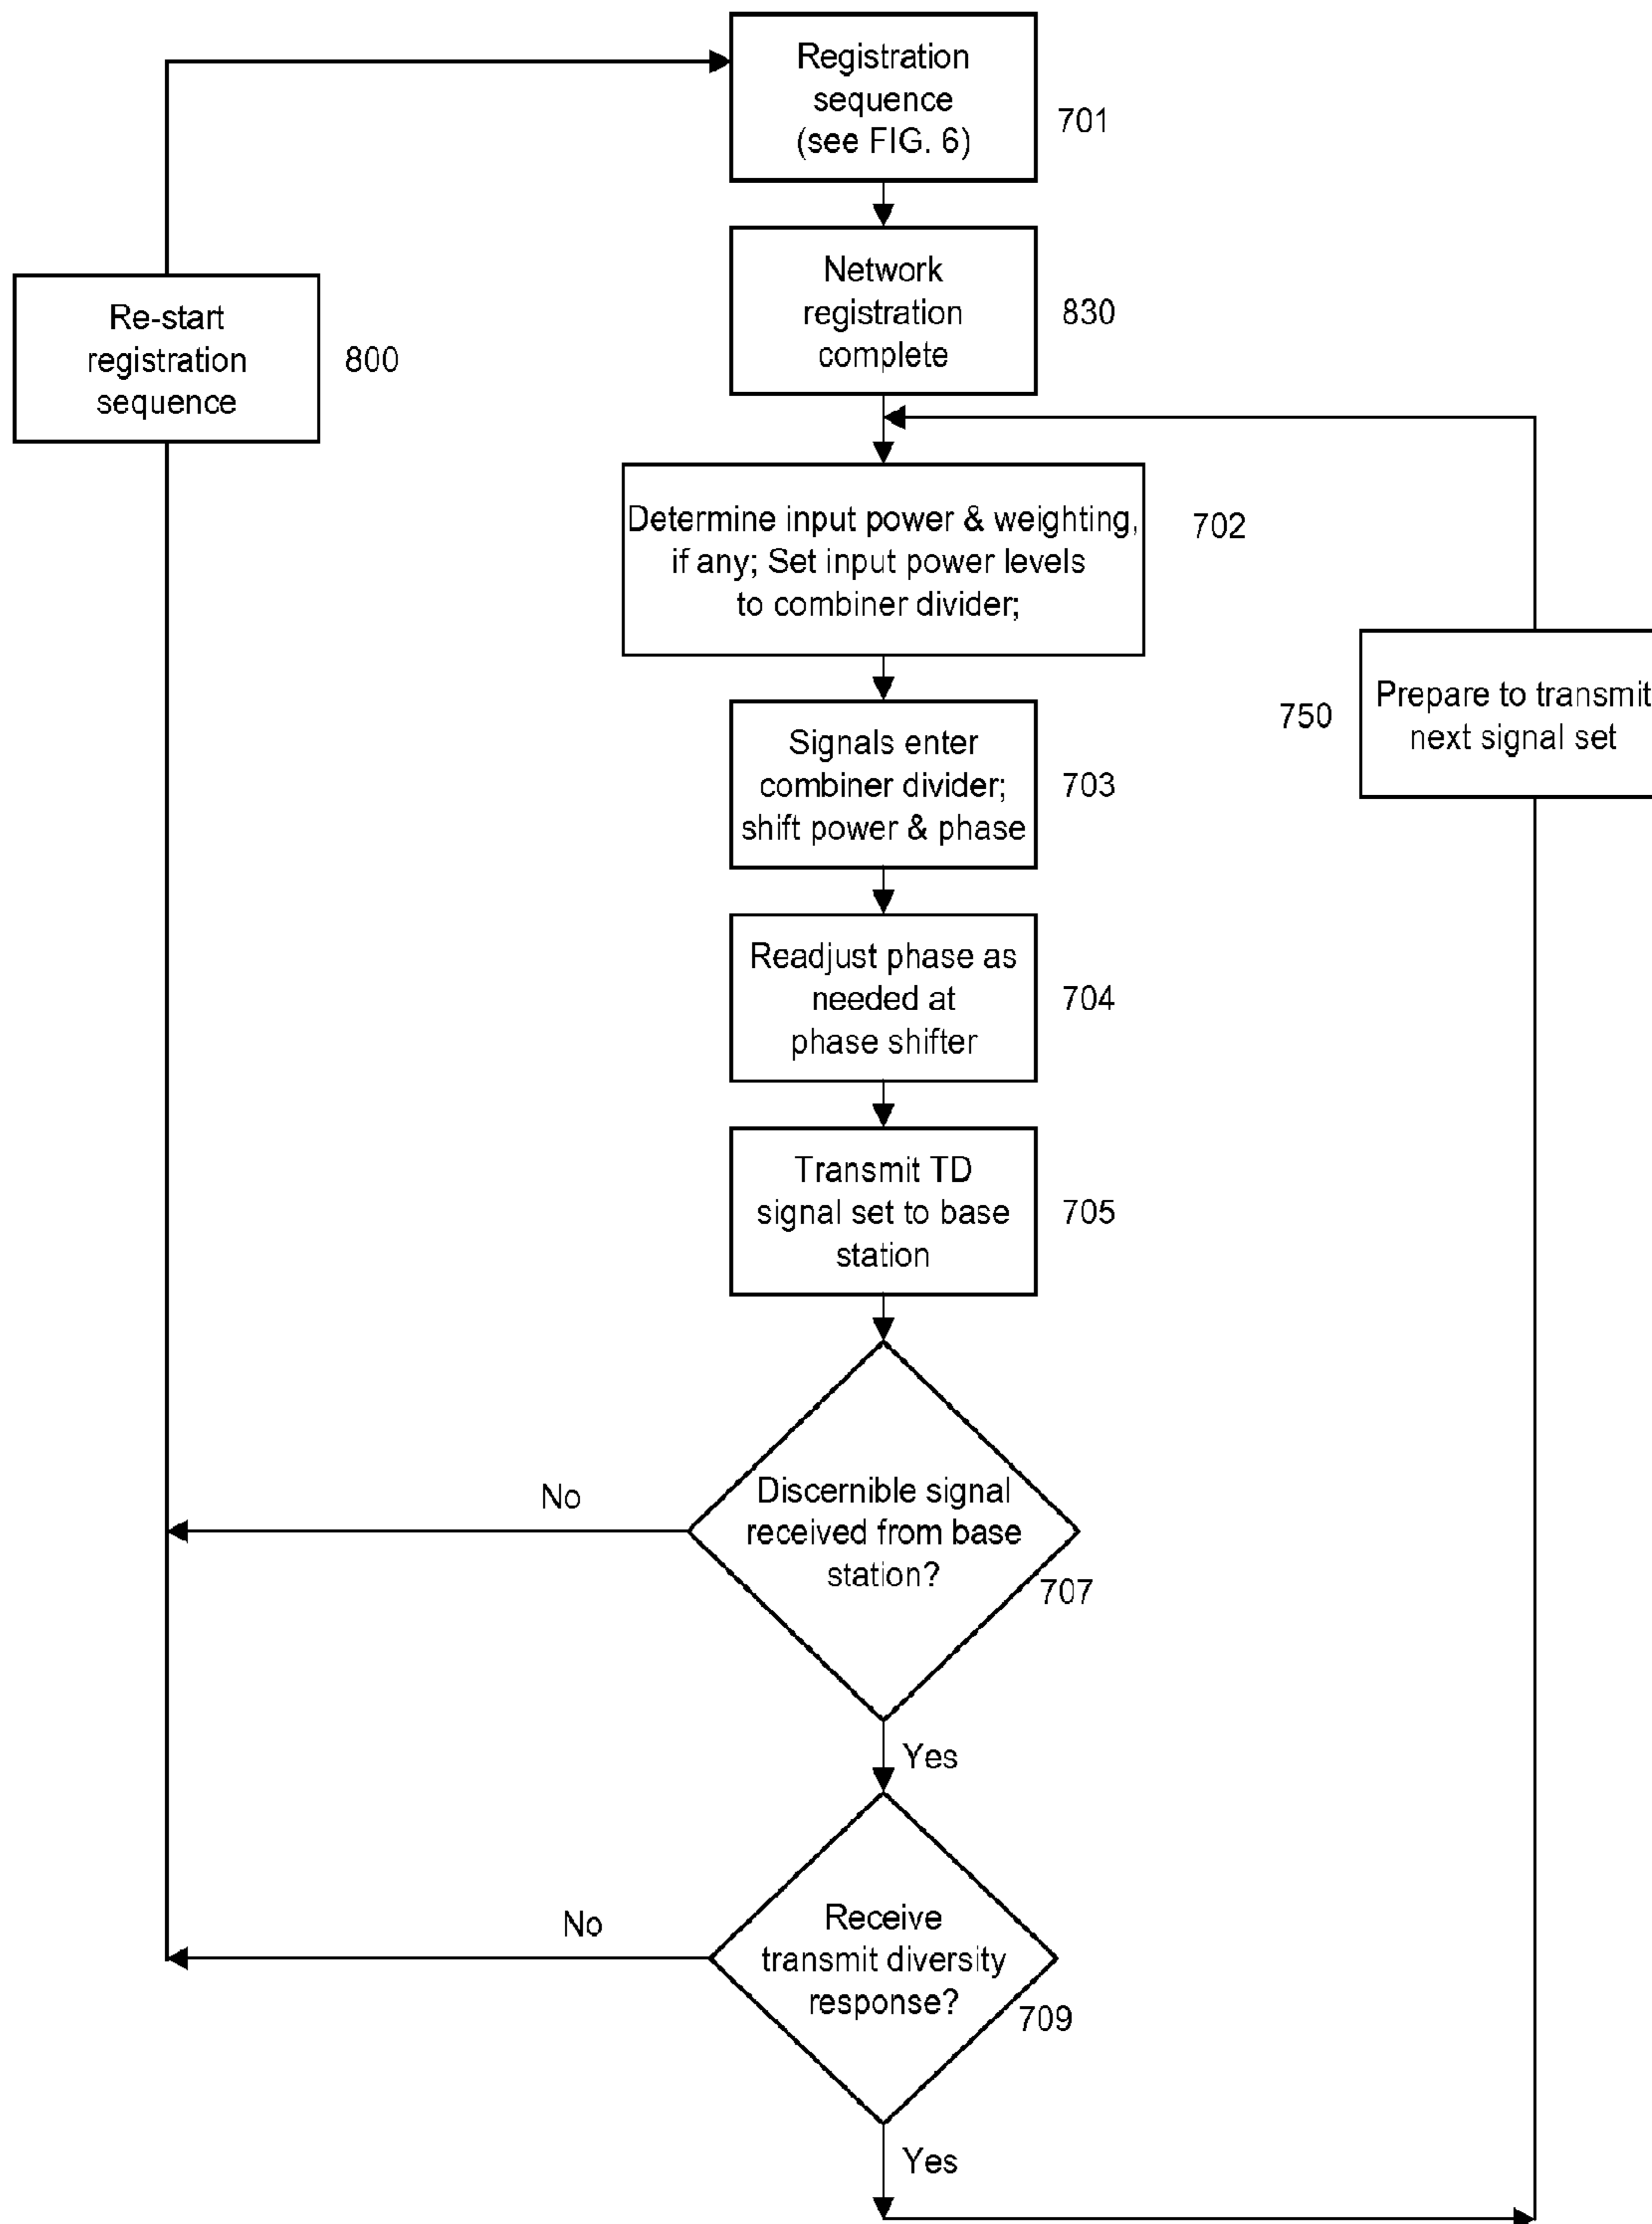 Registration
sequence
(see FIG. 6)
701
Network
registration
complete
830
Re-start
registration
sequence
800
Determine input power & weighting,
if any; Set input power levels
to combiner divider;
702
Prepare to transmit
next signal set
750
Signals enter
combiner divider;
shift power & phase
703
Readjust phase as
needed at
phase shifter
704
Transmit TD
signal set to base
station
705
Discernible signal
received from base
station?
707
No
Yes
Receive
transmit diversity
response?
709
No
Yes